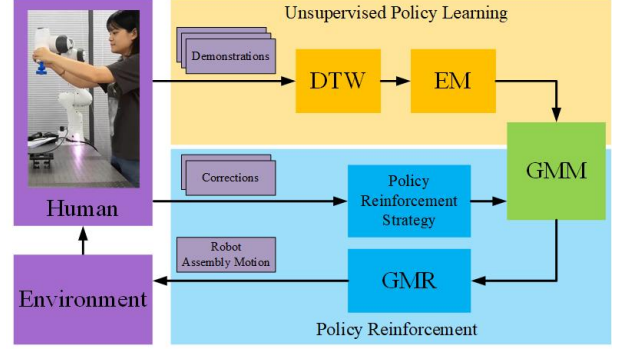 Unsupervised Policy Learning
Demonstrations
DTW
EM
GMM
Human
Corrections
Policy
Reinforcement
Strategy
Robot
Assembly Motion
GMR
Environment
Policy Reinforcement